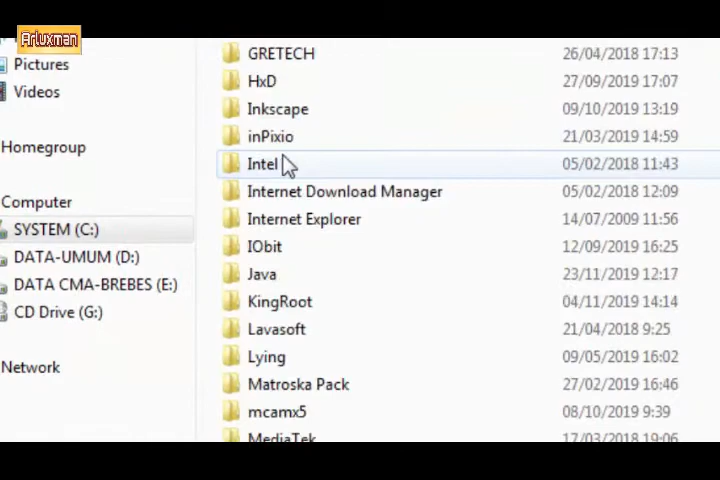 Arluxman
Pictures
Videos
Homegroup
Computer
SYSTEM (C:)
DATA-UMUM (D:)
DATA CMA-BREBES (E:)
CD Drive (G:)
Network
GRETECH 26/04/2018 17:13
HxD 27/09/2019 17:07
Inkscape 09/10/2019 13:19
inPixio 21/03/2019 14:59
Intel 05/02/2018 11:43
Internet Download Manager 05/02/2018 12:09
Internet Explorer 14/07/2009 11:56
IObit 12/09/2019 16:25
Java 23/11/2019 12:17
KingRoot 04/11/2019 14:14
Lavasoft 21/04/2018 9:25
Lying 09/05/2019 16:02
Matroska Pack 27/02/2019 16:46
mcamx5 08/10/2019 9:39
MediaTek 17/03/2018 19:06